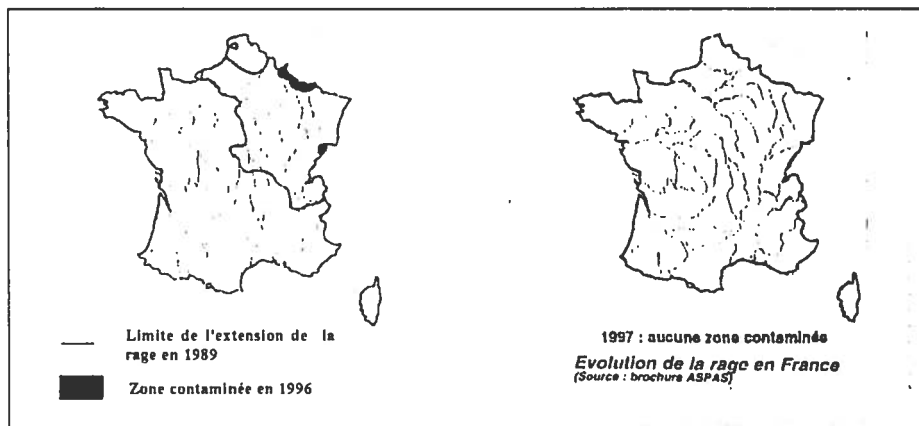 Limite de l'extension de la
rage en 1989
Zone contaminée en 1996
1997 : aucune zone contaminée
Evolution de la rage en France
(Source : brochure ASPAS)